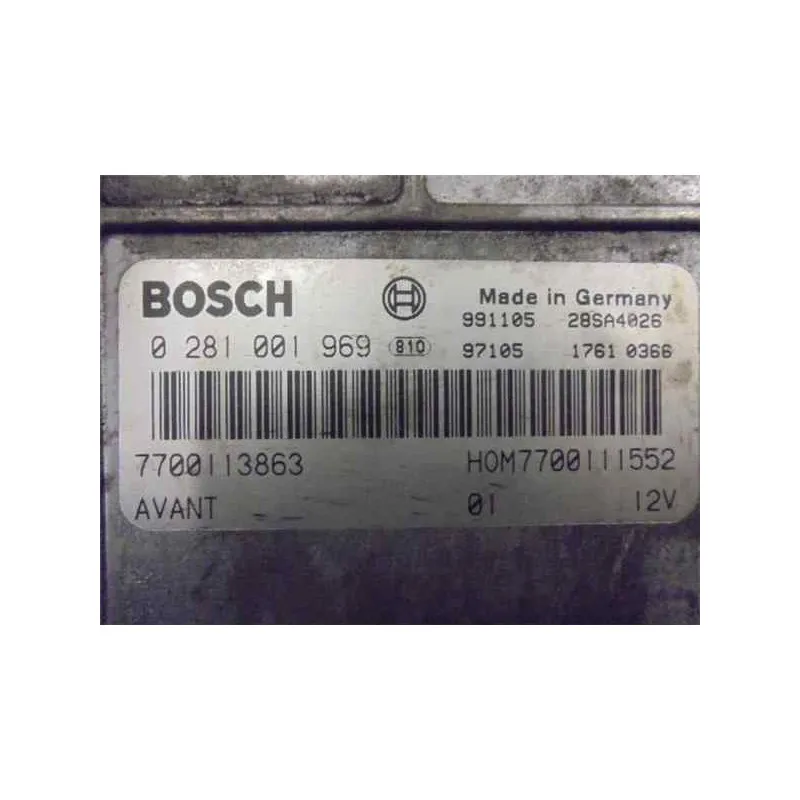 BOSCH Made in Germany
991105 28SA4026
0 281 001 969 810 97105 1761 0366
7700113863 HOM7700111552
AVANT 01 12V